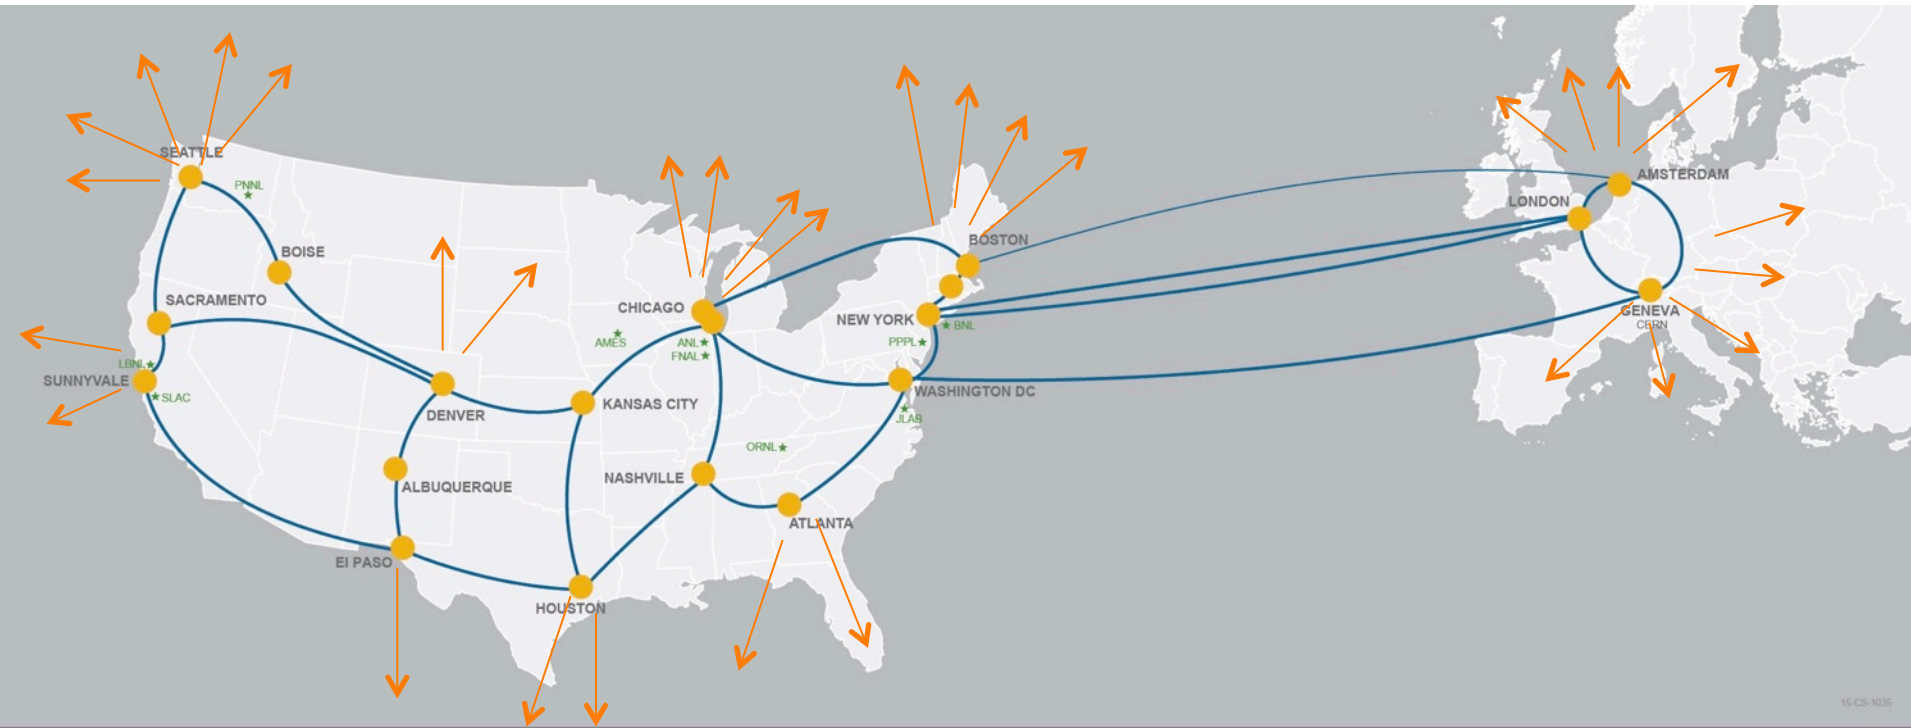 SEATTLE
PNNL
BOISE
SACRAMENTO
LBNL
SUNNYVALE
SLAC
DENVER
ALBUQUERQUE
El PASO
HOUSTON
KANSAS CITY
AMES
CHICAGO
ANL
FNAL
NASHVILLE
ORNL
ATLANTA
BOSTON
NEW YORK
BNL
PPPL
WASHINGTON DC
JLAB
AMSTERDAM
LONDON
GENEVA
CERN
15-CS-1035